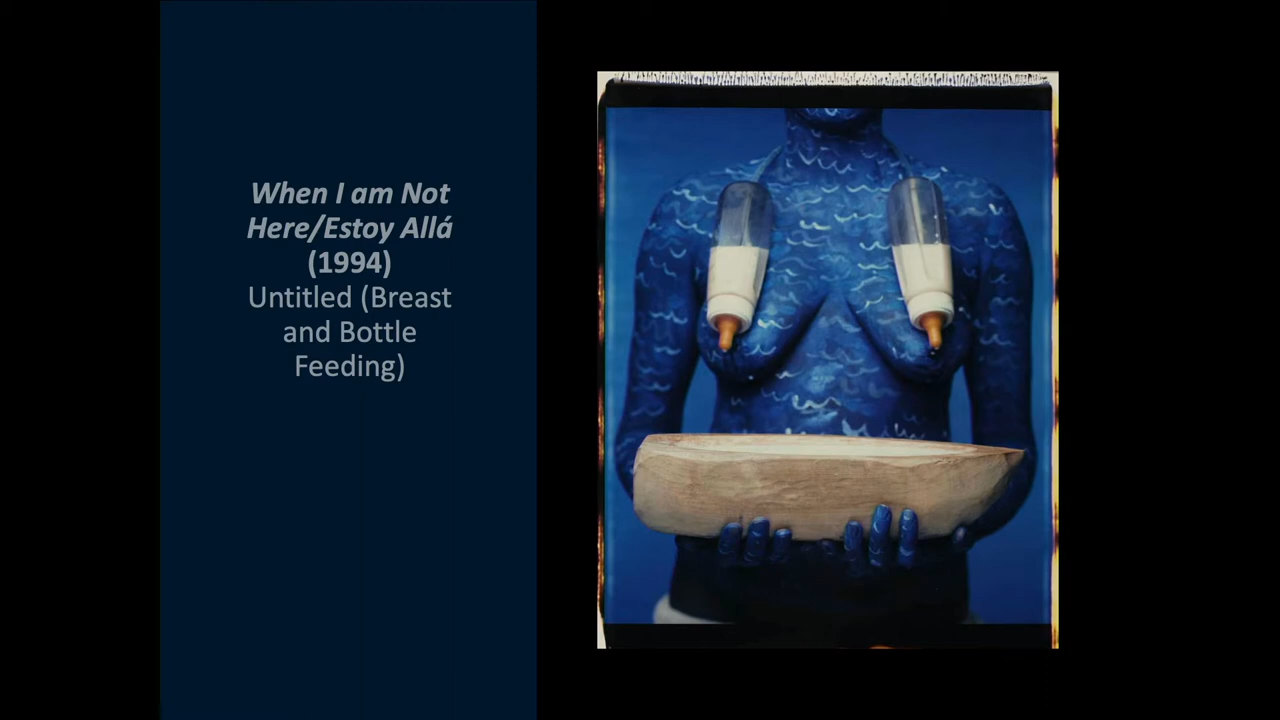 When I am Not
Here/Estoy Allá
(1994)
Untitled (Breast
and Bottle
Feeding)